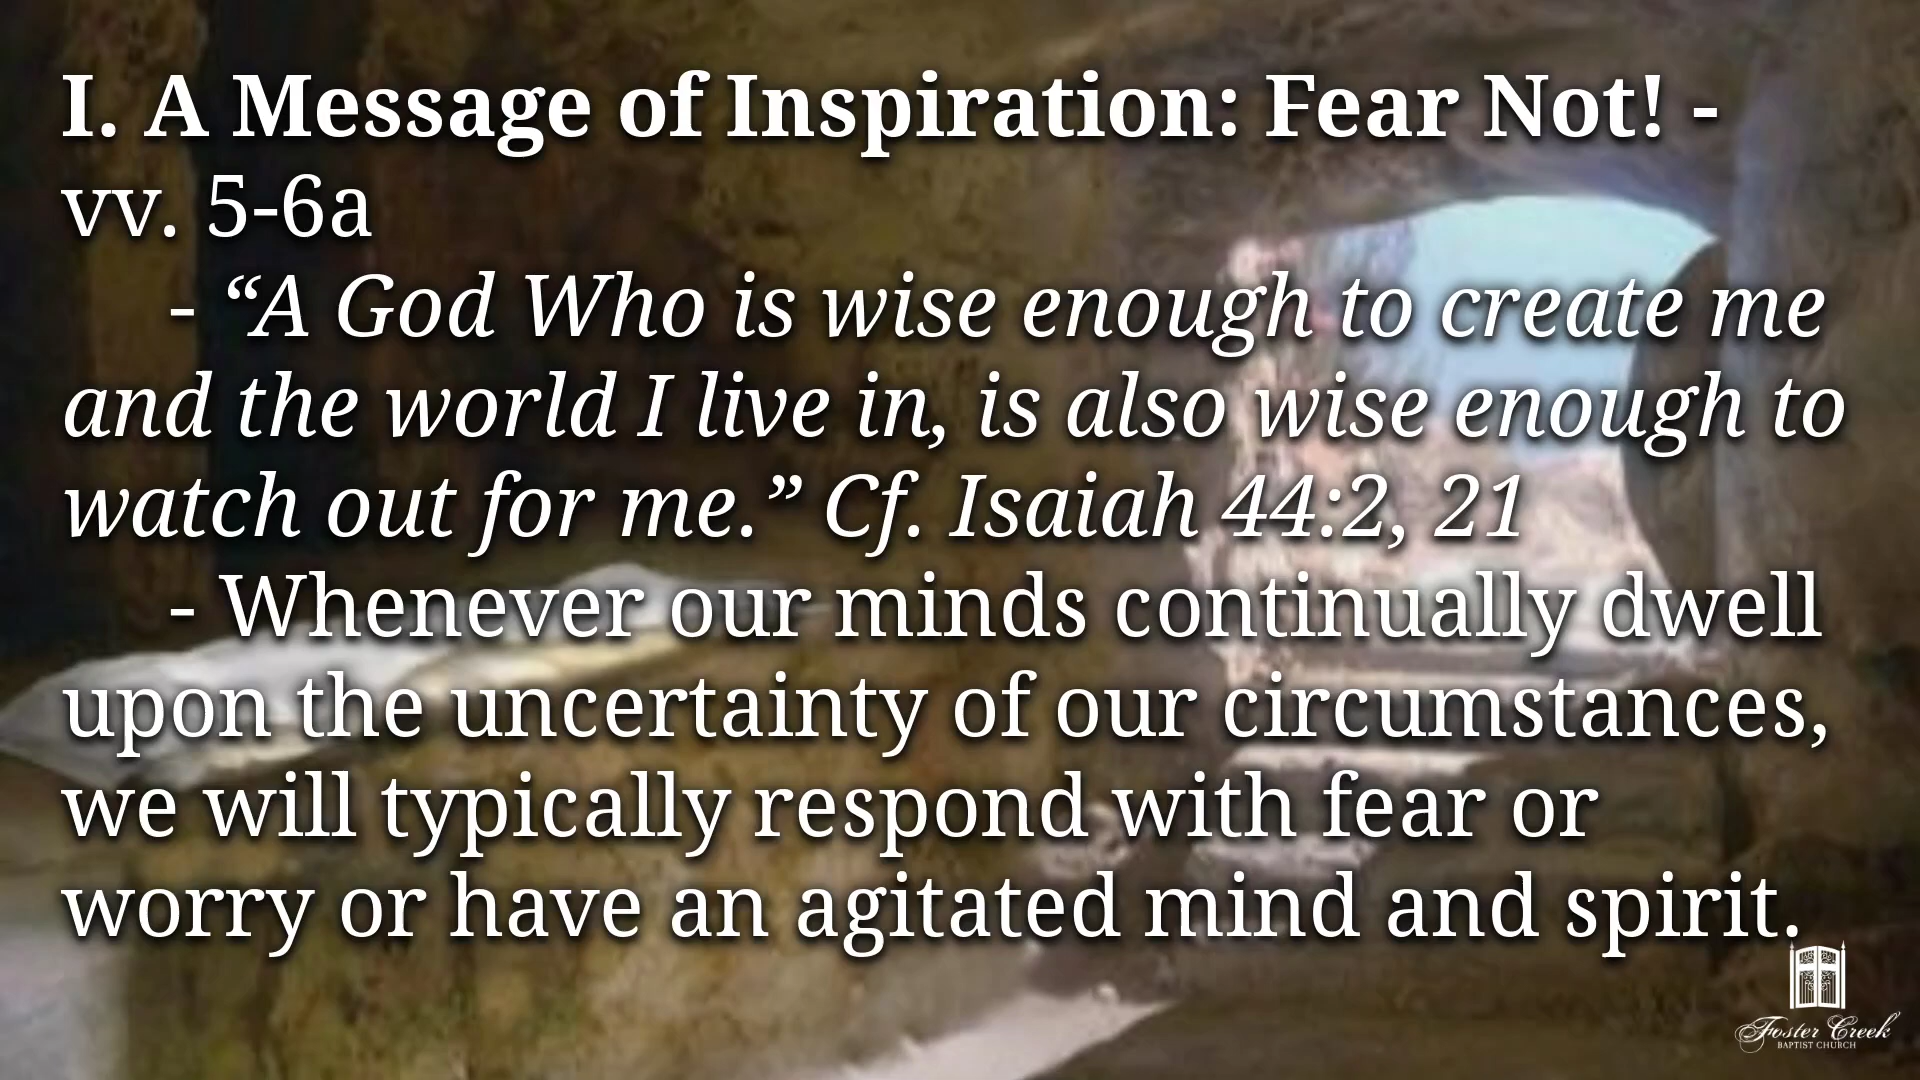 I. A Message of Inspiration: Fear Not! -
vv. 5-6a
- “A God Who is wise enough to create me
and the world I live in, is also wise enough to
watch out for me.” Cf. Isaiah 44:2, 21
- Whenever our minds continually dwell
upon the uncertainty of our circumstances,
we will typically respond with fear or
worry or have an agitated mind and spirit.
Foster Creek
BAPTIST CHURCH